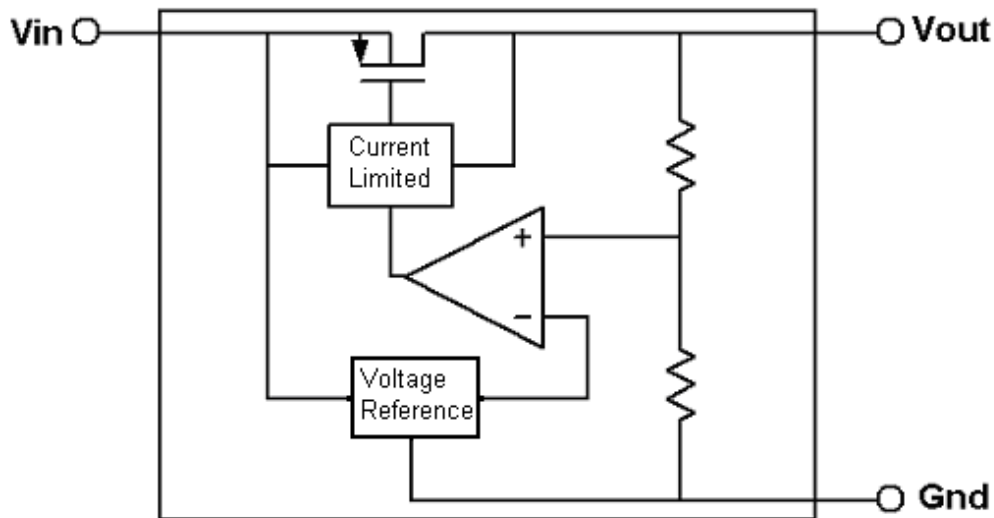 Vin
Vout
Current
Limited
+
−
Voltage
Reference
Gnd